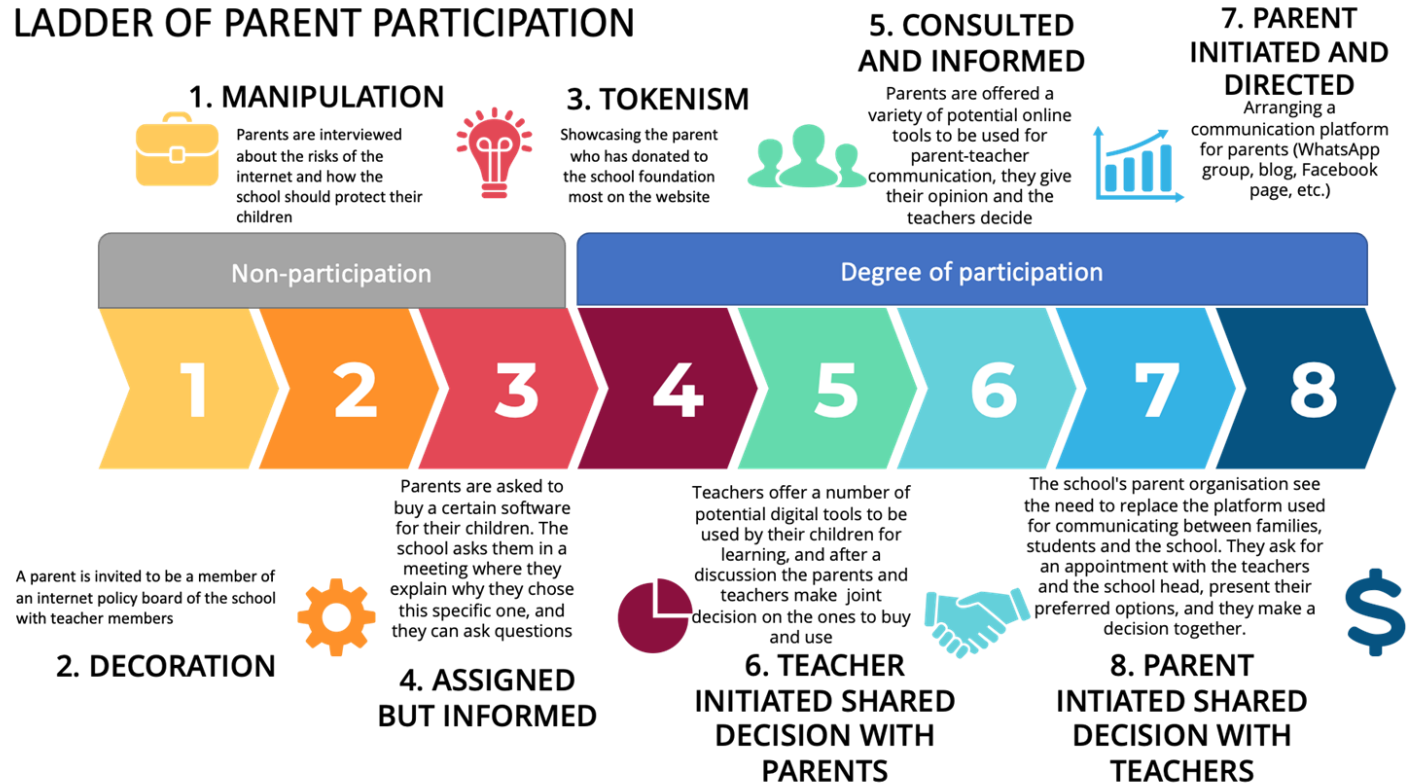 LADDER OF PARENT PARTICIPATION
1. MANIPULATION
Parents are interviewed
about the risks of the
internet and how the
school should protect their
children
3. TOKENISM
Showcasing the parent
who has donated to
the school foundation
most on the website
5. CONSULTED
AND INFORMED
Parents are offered a
variety of potential online
tools to be used for
parent-teacher
communication, they give
their opinion and the
teachers decide
7. PARENT
INITIATED AND
DIRECTED
Arranging a
communication platform
for parents (WhatsApp
group, blog, Facebook
page, etc.)
Non-participation
Degree of participation
1
2
3
4
5
6
7
8
A parent is invited to be a member of
an internet policy board of the school
with teacher members
2. DECORATION
Parents are asked to
buy a certain software
for their children. The
school asks them in a
meeting where they
explain why they chose
this specific one, and
they can ask questions
4. ASSIGNED
BUT INFORMED
Teachers offer a number of
potential digital tools to be
used by their children for
learning, and after a
discussion the parents and
teachers make joint
decision on the ones to buy
and use
6. TEACHER
INITIATED SHARED
DECISION WITH
PARENTS
The school's parent organisation see
the need to replace the platform used
for communicating between families,
students and the school. They ask for
an appointment with the teachers
and the school head, present their
preferred options, and they make a
decision together.
8. PARENT
INTIATED SHARED
DECISION WITH
TEACHERS
$